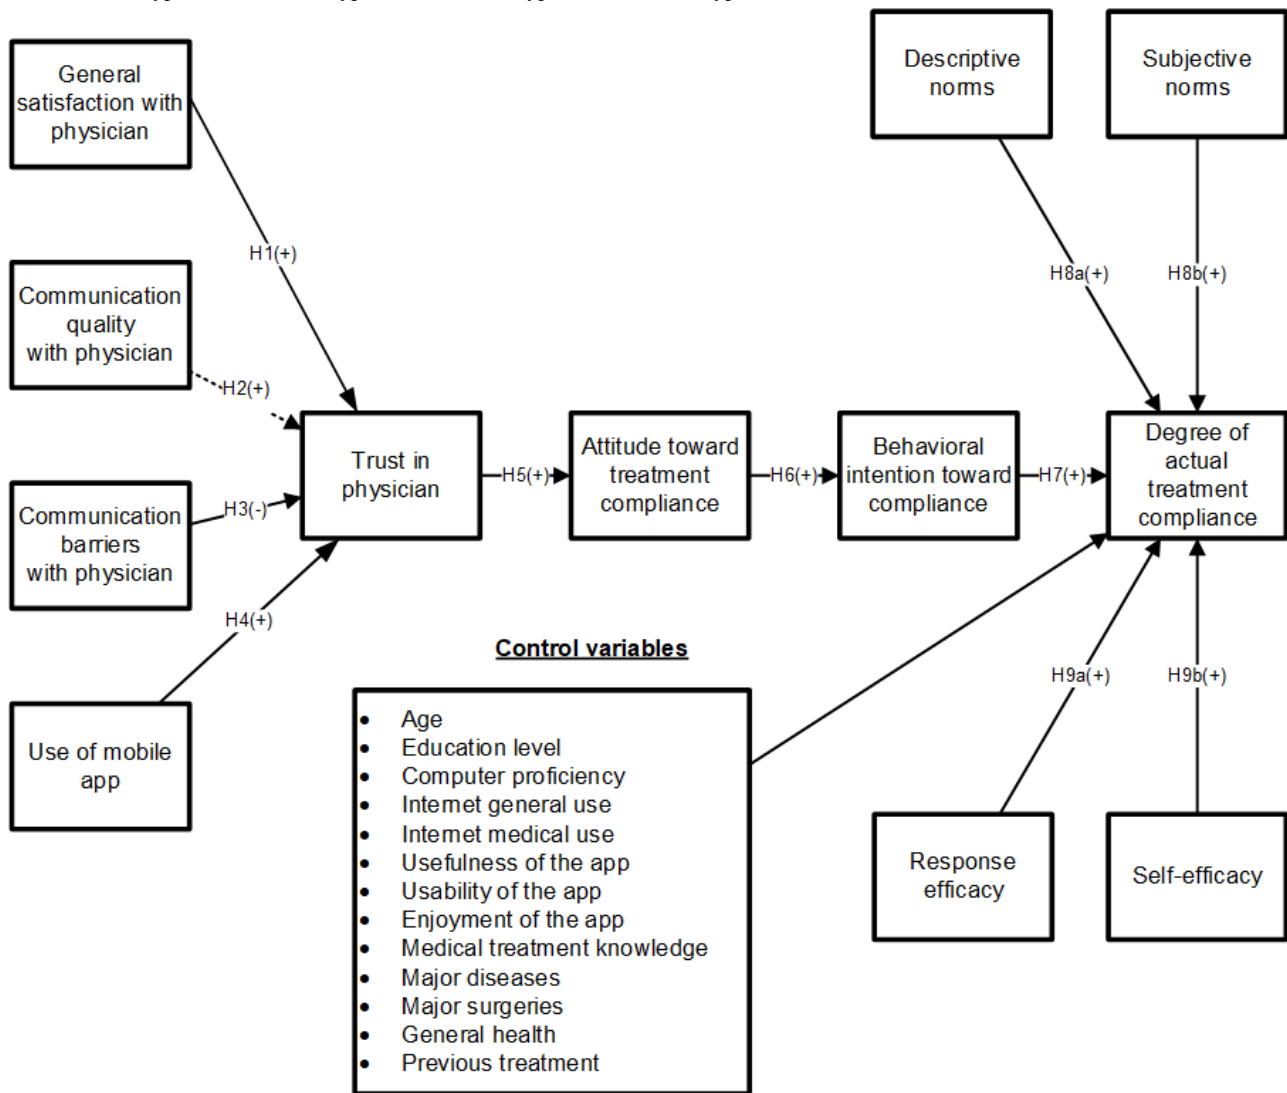 General
satisfaction with
physician
Descriptive
norms
Subjective
norms
H1(+)
Communication
quality
with physician
H8a(+)
H8b(+)
H2(+)
Trust in
physician
H5(+)
Attitude toward
treatment
compliance
H6(+)
Behavioral
intention toward
compliance
H7(+)
Degree of
actual
treatment
compliance
Communication
barriers
with physician
H3(-)
H4(+)
Use of mobile
app
Control variables
• Age
• Education level
• Computer proficiency
• Internet general use
• Internet medical use
• Usefulness of the app
• Usability of the app
• Enjoyment of the app
• Medical treatment knowledge
• Major diseases
• Major surgeries
• General health
• Previous treatment
H9a(+)
H9b(+)
Response
efficacy
Self-efficacy